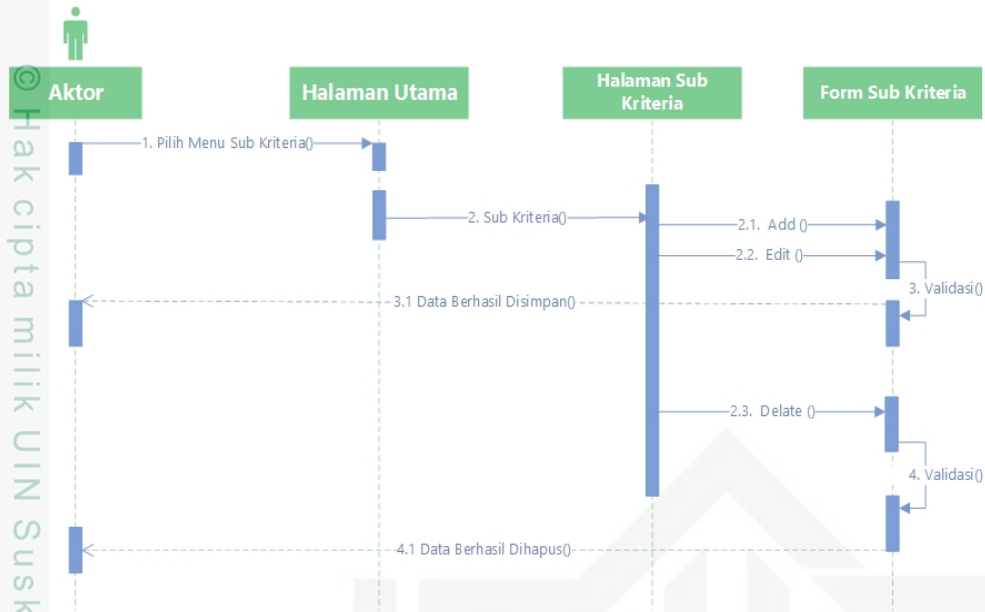 Aktor
Halaman Utama
Halaman Sub
Kriteria
Form Sub Kriteria
1. Pilih Menu Sub Kriteria()
2. Sub Kriteria()
2.1. Add ()
2.2. Edit ()
3. Validasi()
3.1 Data Berhasil Disimpan()
2.3. Delate ()
4. Validasi()
4.1 Data Berhasil Dihapus()
© Hak cipta milik UIN Susk